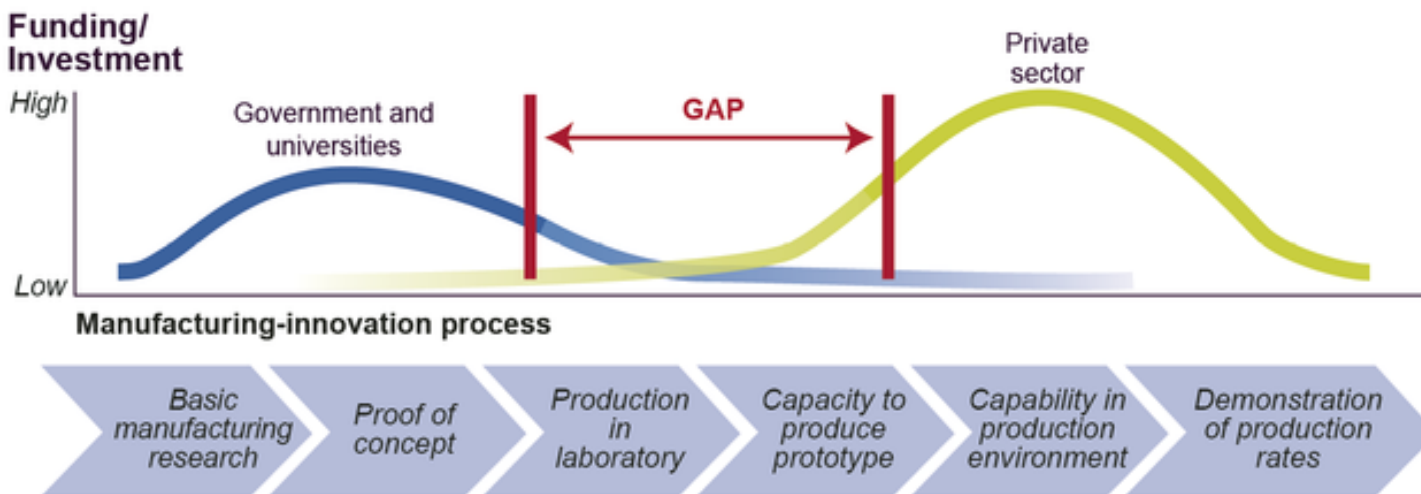 Funding/
Investment
High
Low
Government and
universities
GAP
Private
sector
Manufacturing-innovation process
Basic
manufacturing
research
Proof of
concept
Production
in
laboratory
Capacity to
produce
prototype
Capability in
production
environment
Demonstration
of production
rates